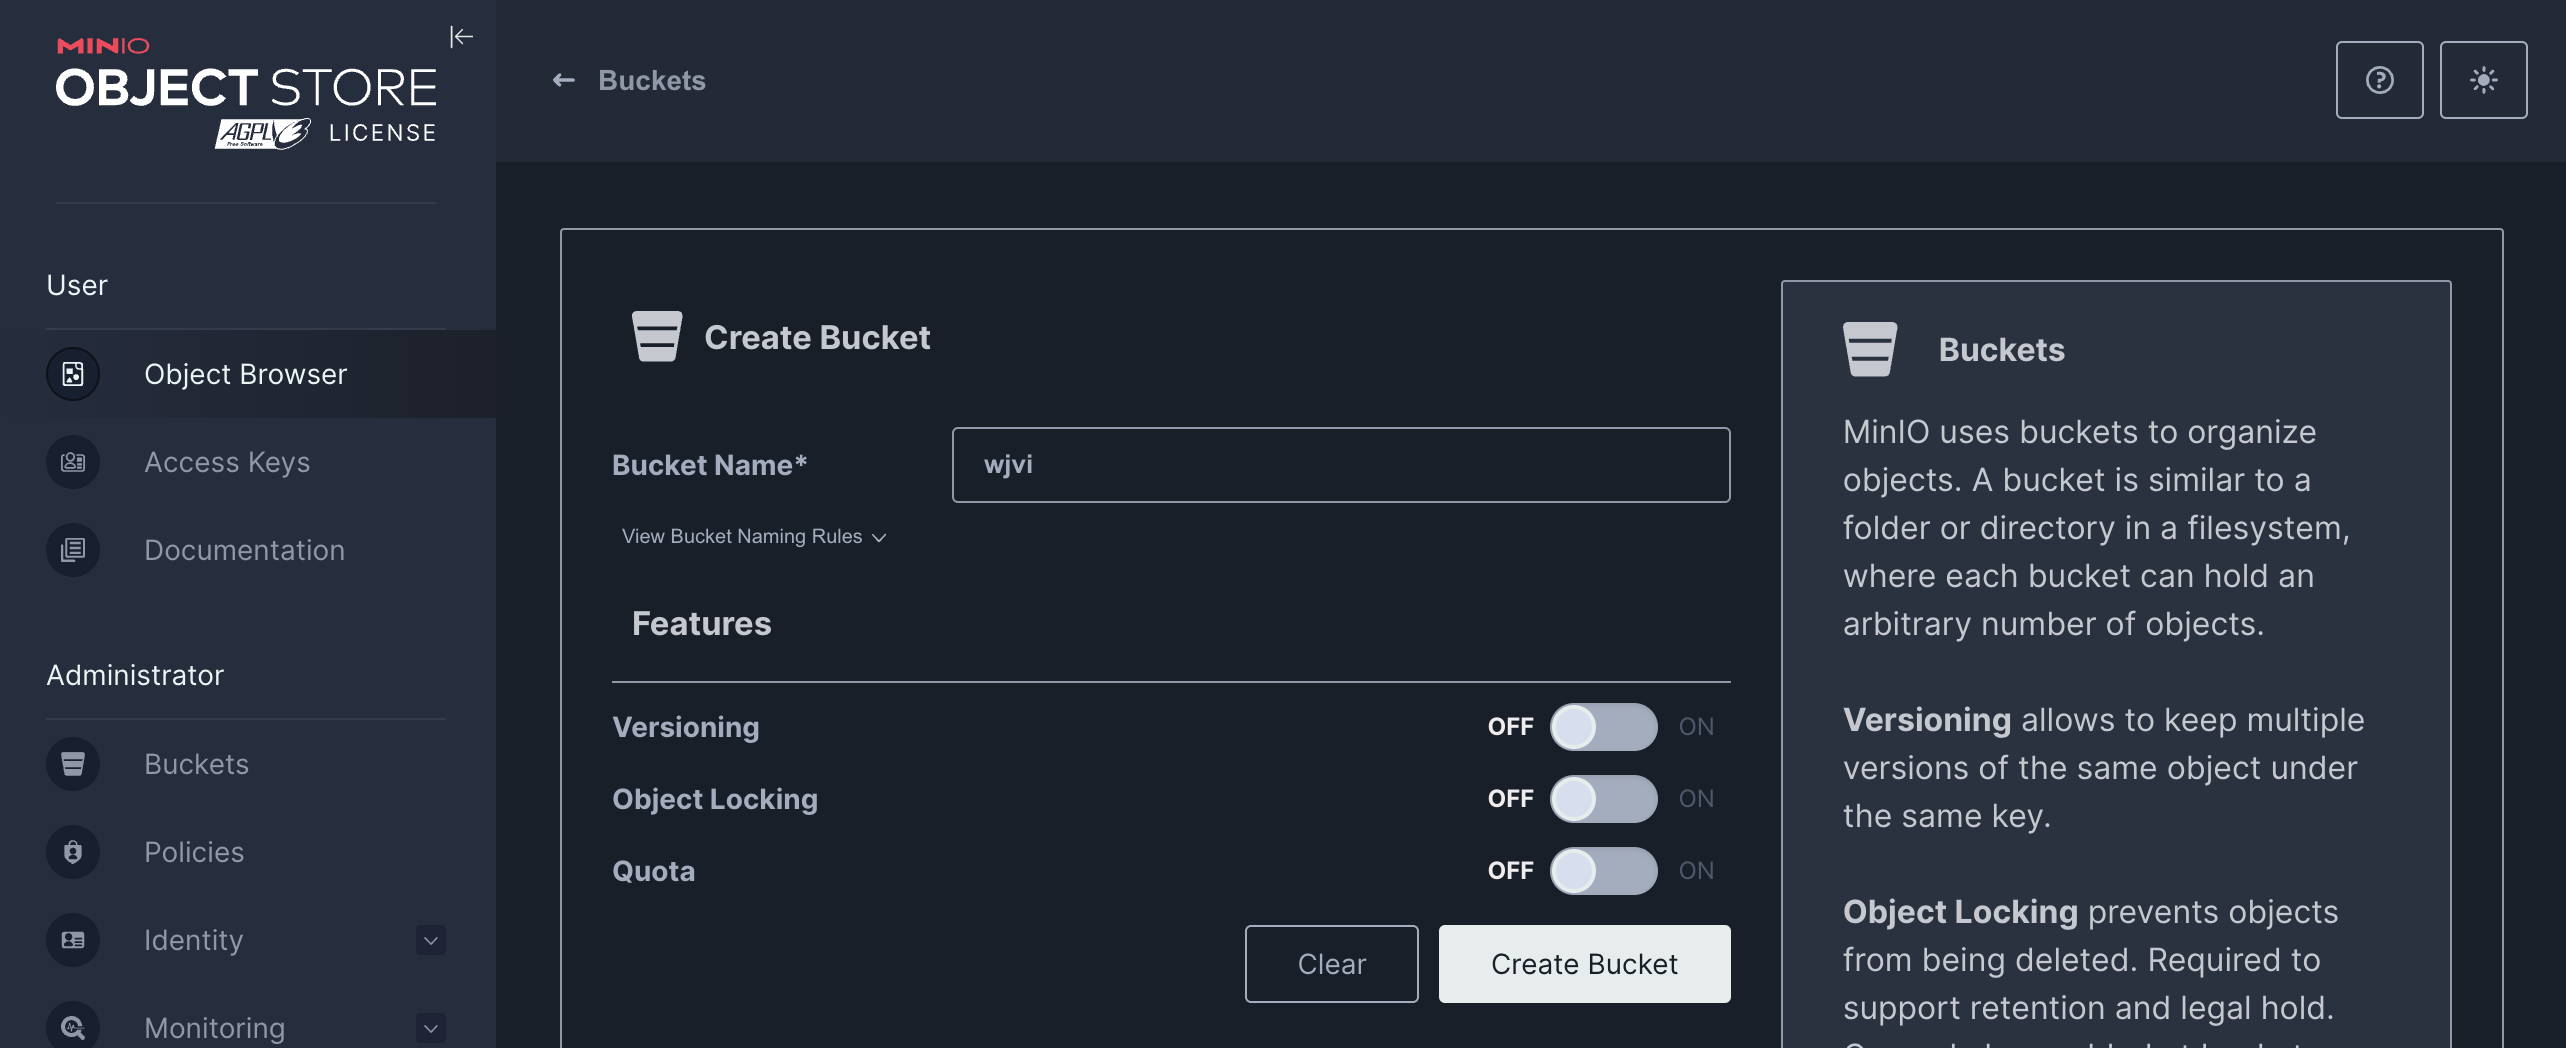 MINIO
OBJECT STORE
AGPL v3 LICENSE
Free Software
User
Object Browser
Access Keys
Documentation
Administrator
Buckets
Policies
Identity
Monitoring
Buckets
Create Bucket
Bucket Name*
wjvi
View Bucket Naming Rules
Features
Versioning OFF ON
Object Locking OFF ON
Quota OFF ON
Clear
Create Bucket
Buckets
MinIO uses buckets to organize
objects. A bucket is similar to a
folder or directory in a filesystem,
where each bucket can hold an
arbitrary number of objects.
Versioning allows to keep multiple
versions of the same object under
the same key.
Object Locking prevents objects
from being deleted. Required to
support retention and legal hold.